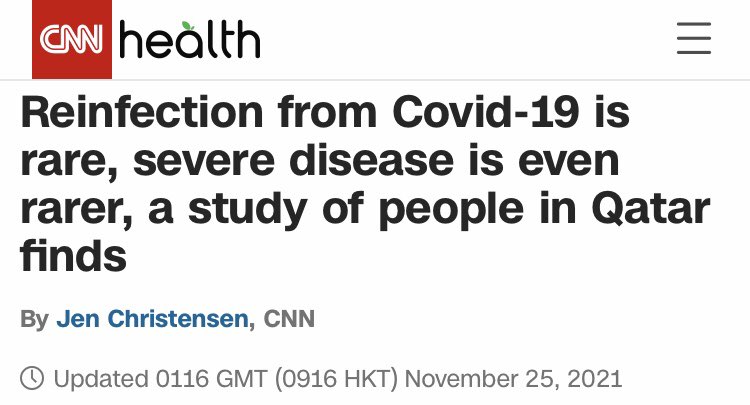 CNN health
Reinfection from Covid-19 is
rare, severe disease is even
rarer, a study of people in Qatar
finds
By Jen Christensen, CNN
Updated 0116 GMT (0916 HKT) November 25, 2021